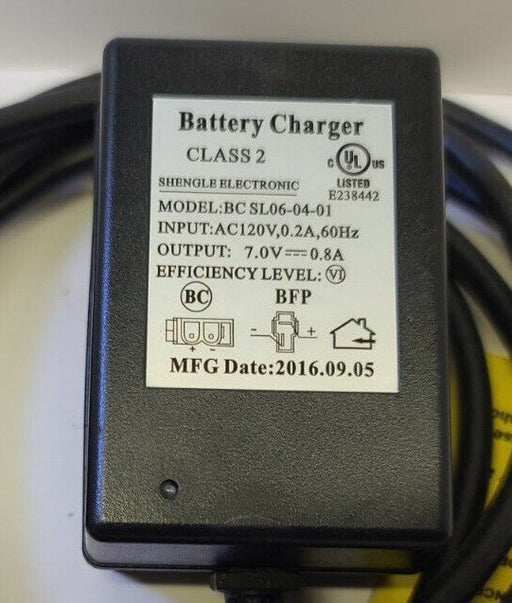 Battery Charger
CLASS 2
C UL US
LISTED
E238442
SHENGLE ELECTRONIC
MODEL:BC SL06-04-01
INPUT:AC120V,0.2A,60Hz
OUTPUT: 7.0V⎓0.8A
EFFICIENCY LEVEL: VI
BC BFP
- +
+ -
MFG Date:2016.09.05